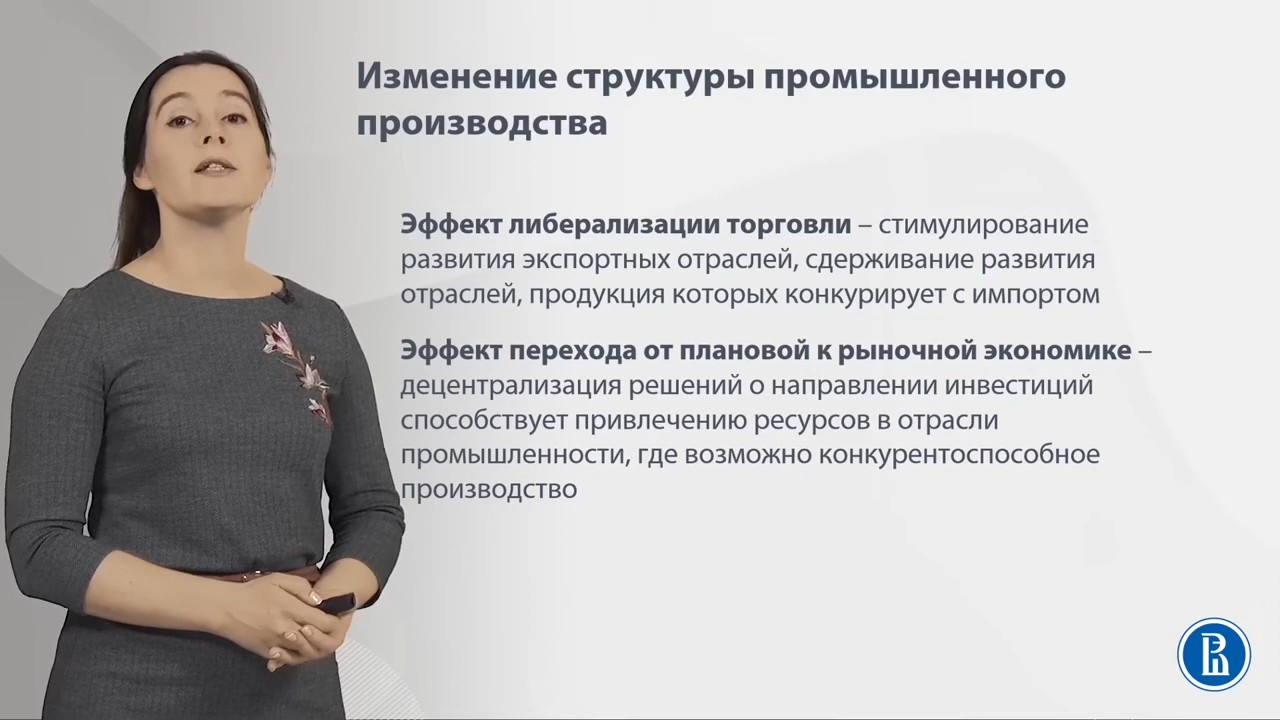 Изменение структуры промышленного
производства
Эффект либерализации торговли – стимулирование
развития экспортных отраслей, сдерживание развития
отраслей, продукция которых конкурирует с импортом
Эффект перехода от плановой к рыночной экономике –
децентрализация решений о направлении инвестиций
способствует привлечению ресурсов в отрасли
промышленности, где возможно конкурентоспособное
производство